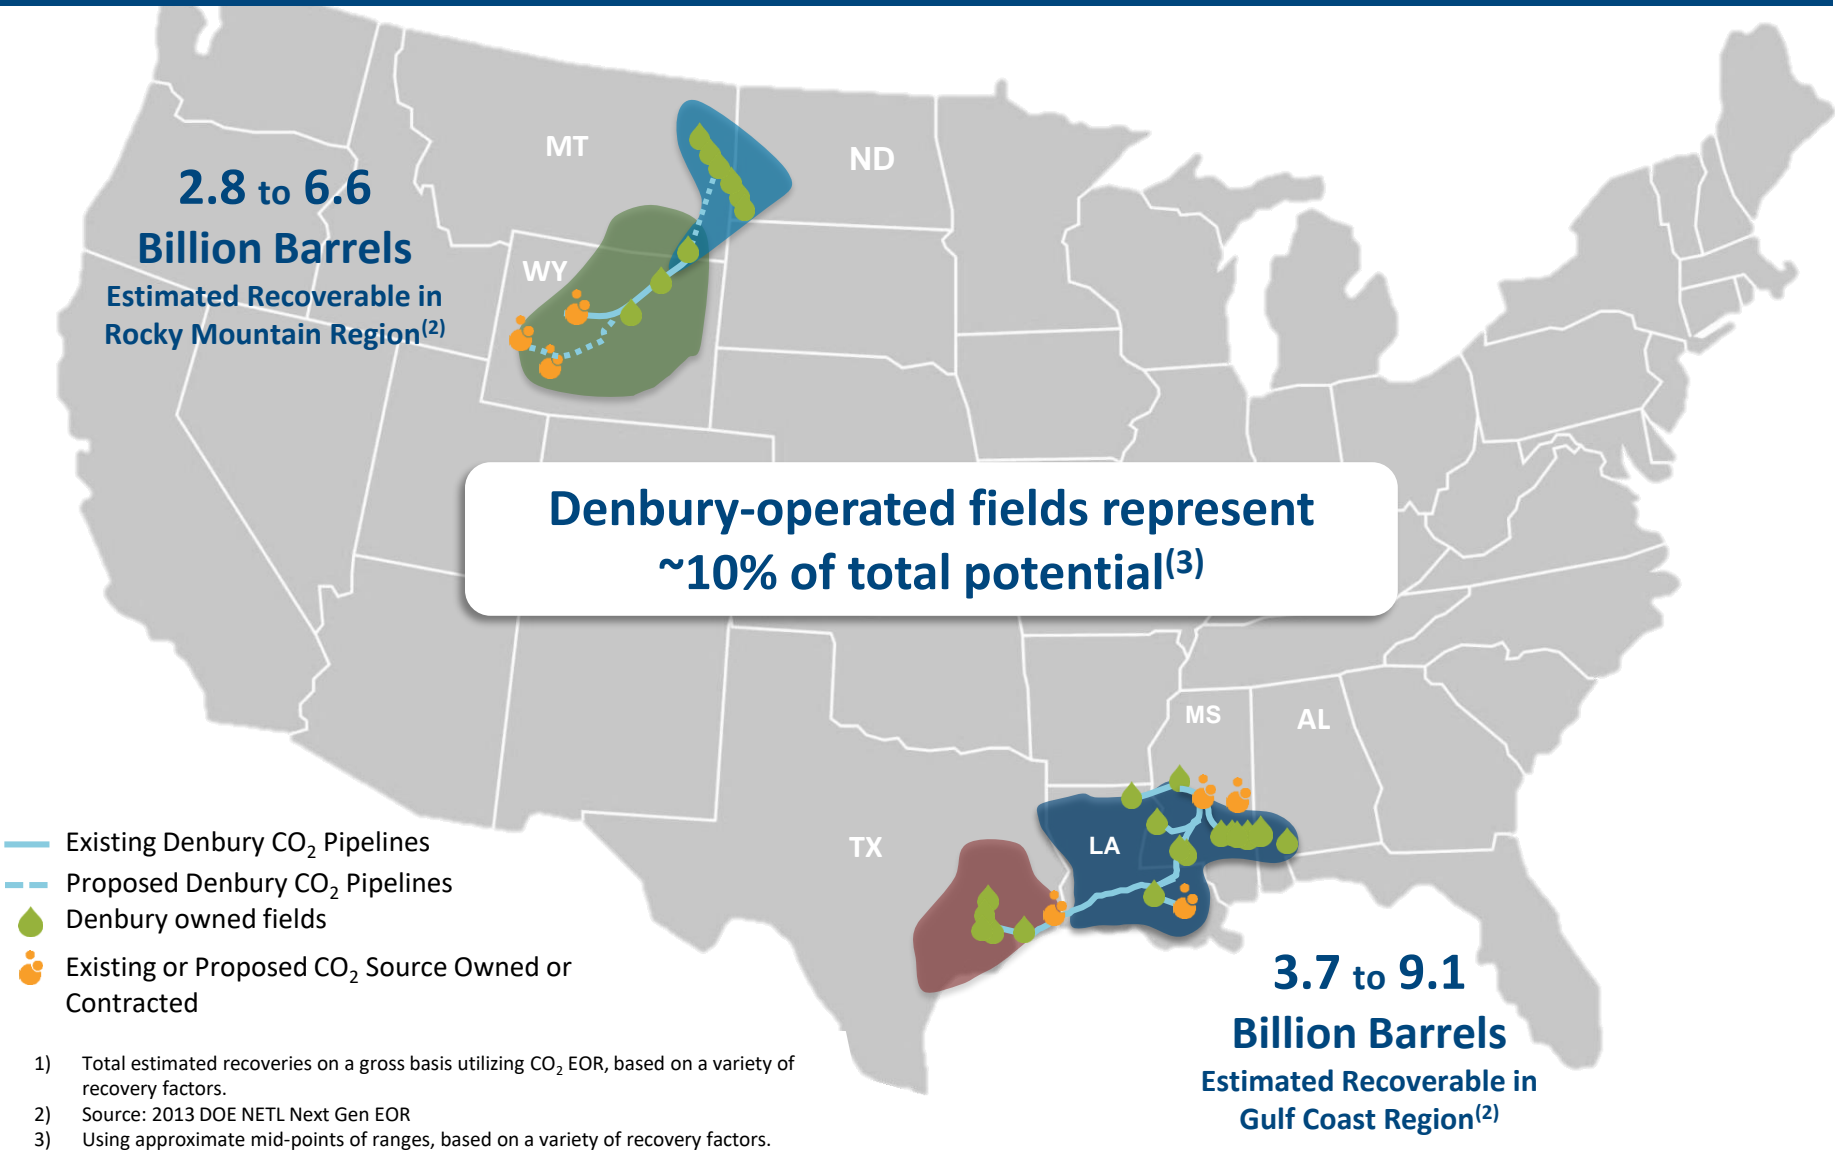 MT
ND
2.8 to 6.6
Billion Barrels
Estimated Recoverable in
Rocky Mountain Region(2)
WY
Denbury-operated fields represent
~10% of total potential(3)
MS
AL
TX
LA
Existing Denbury CO2 Pipelines
Proposed Denbury CO2 Pipelines
Denbury owned fields
Existing or Proposed CO2 Source Owned or
Contracted
3.7 to 9.1
Billion Barrels
Estimated Recoverable in
Gulf Coast Region(2)
1) Total estimated recoveries on a gross basis utilizing CO2 EOR, based on a variety of
recovery factors.
2) Source: 2013 DOE NETL Next Gen EOR
3) Using approximate mid-points of ranges, based on a variety of recovery factors.